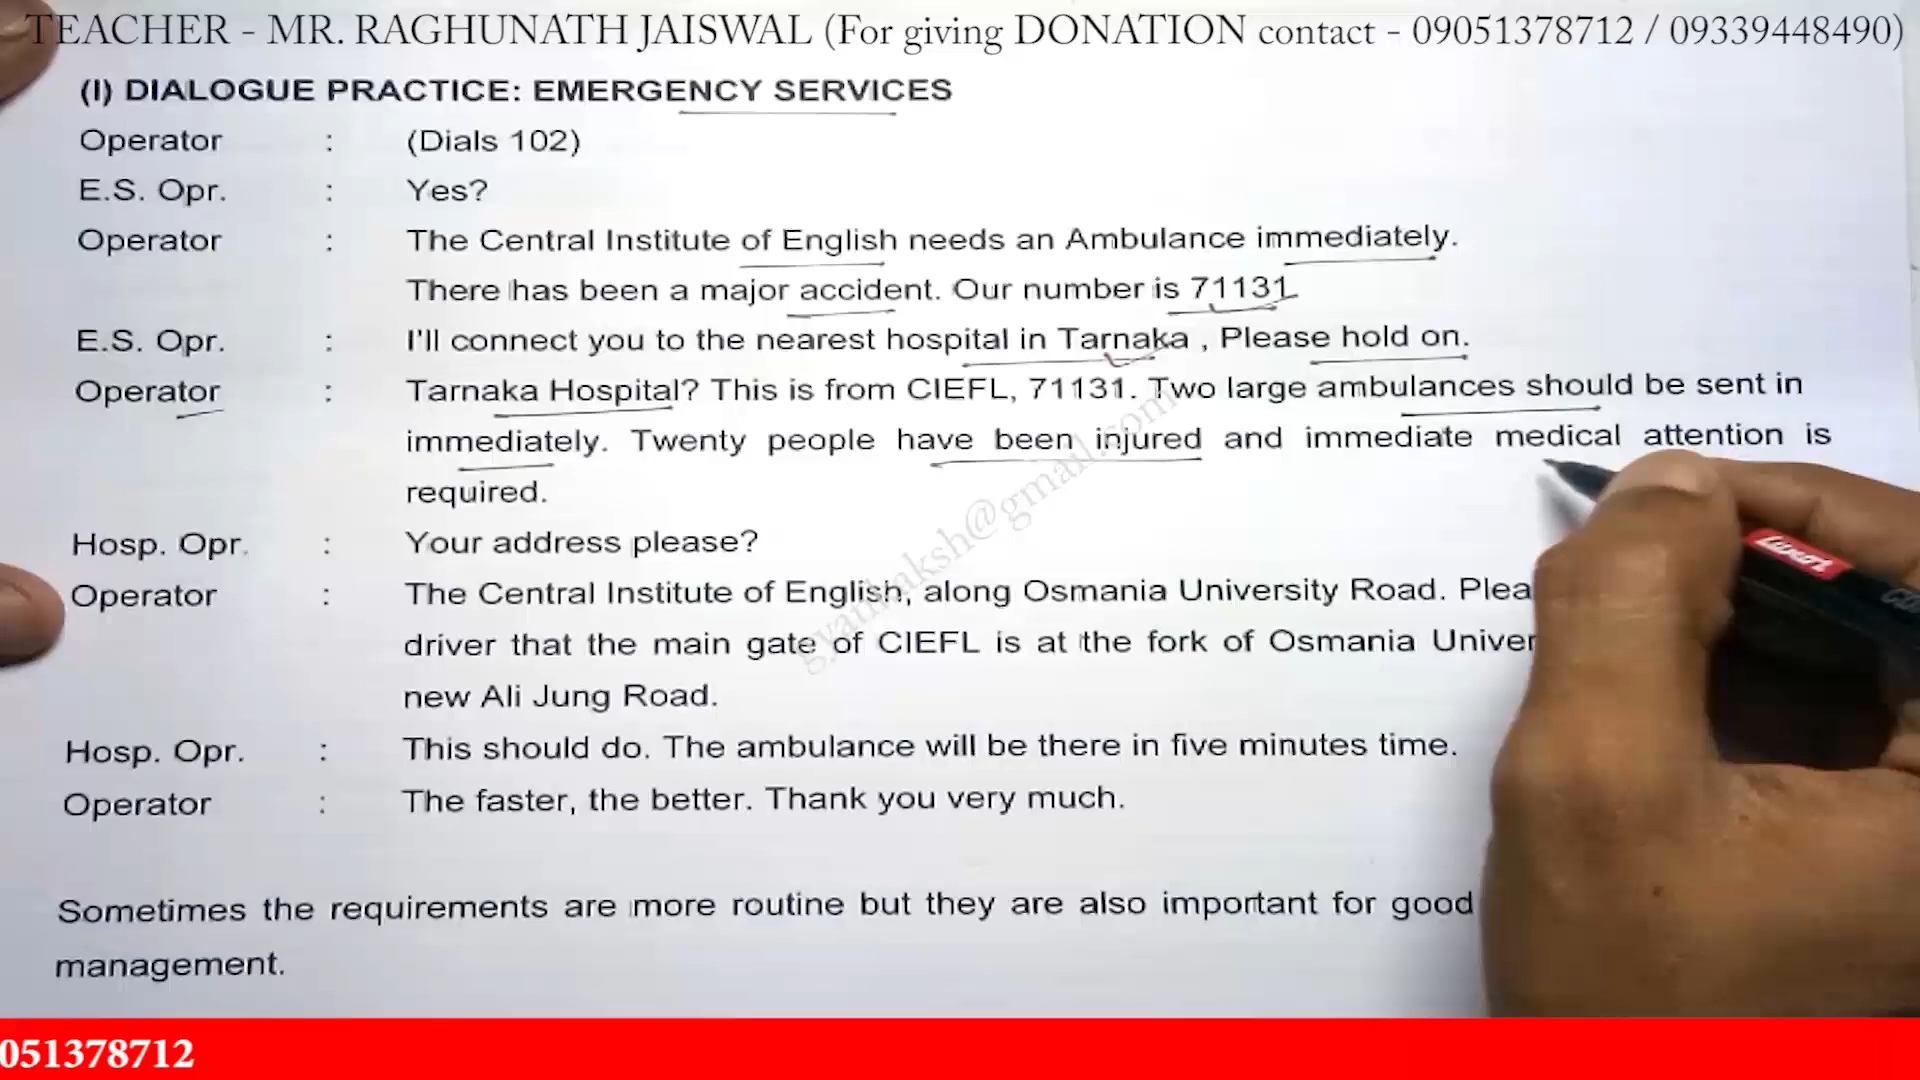 TEACHER - MR. RAGHUNATH JAISWAL (For giving DONATION contact - 09051378712 / 09339448490)
(I) DIALOGUE PRACTICE: EMERGENCY SERVICES
Operator : (Dials 102)
E.S. Opr. : Yes?
Operator : The Central Institute of English needs an Ambulance immediately.
There has been a major accident. Our number is 71131
E.S. Opr. : I'll connect you to the nearest hospital in Tarnaka , Please hold on.
Operator : Tarnaka Hospital? This is from CIEFL, 71131. Two large ambulances should be sent in
immediately. Twenty people have been injured and immediate medical attention is
required.
Hosp. Opr. : Your address please?
Operator : The Central Institute of English, along Osmania University Road.
driver that the main gate of CIEFL is at the fork of Osmania
new Ali Jung Road.
Hosp. Opr. : This should do. The ambulance will be there in five minutes time.
Operator : The faster, the better. Thank you very much.
Sometimes the requirements are more routine but they are also important for good
management.
051378712
Luxor